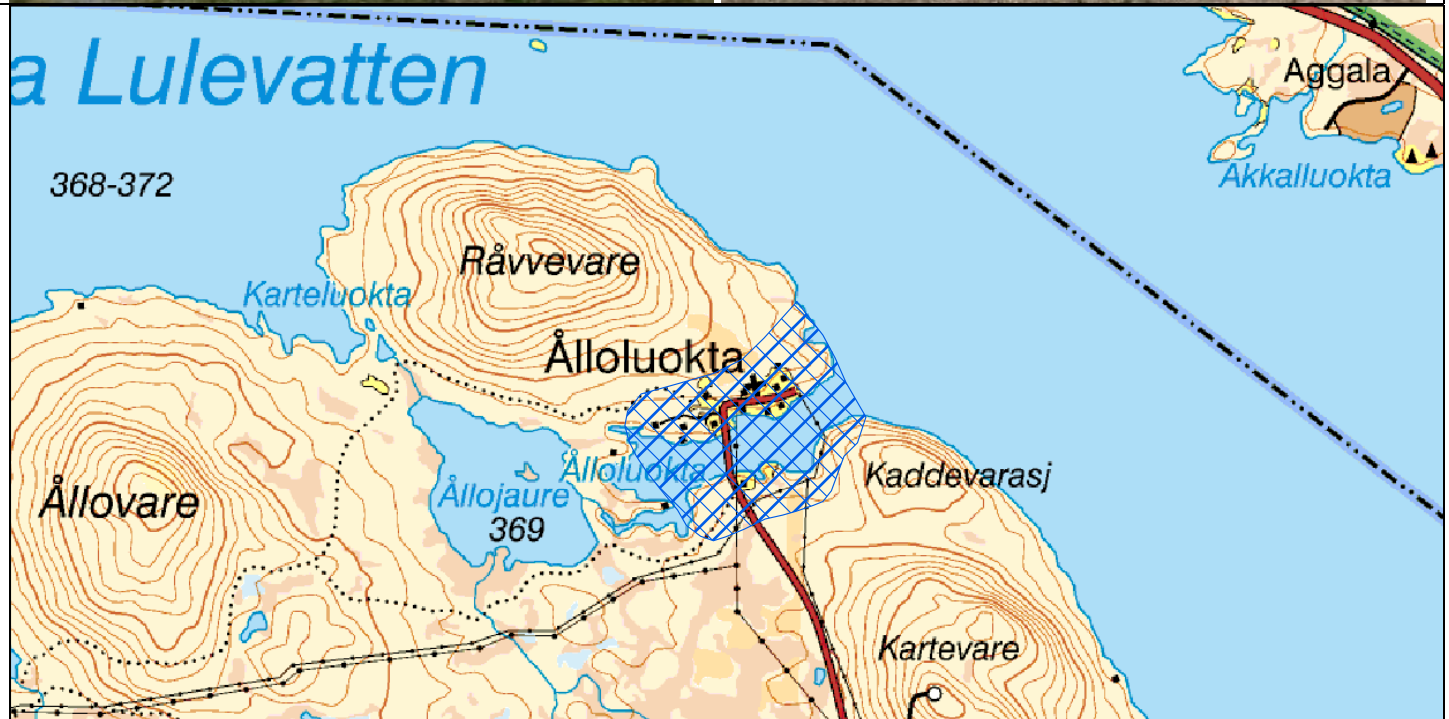 a Lulevatten
Aggala
368-372
Akkalluokta
Råvvevare
Karteluokta
Ålloluokta
Ålloluokta
Kaddevarasj
Ållojaure
Ållovare
369
Kartevare